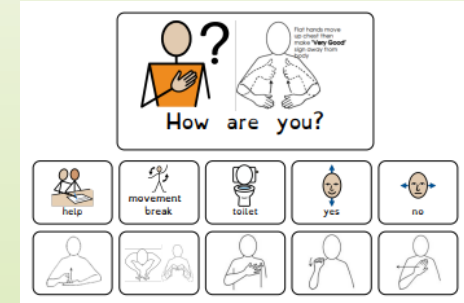 ?
Flat hands move
up chest then
make "Very Good"
sign away from
body
How are you?
help
movement
break
toilet
yes
no